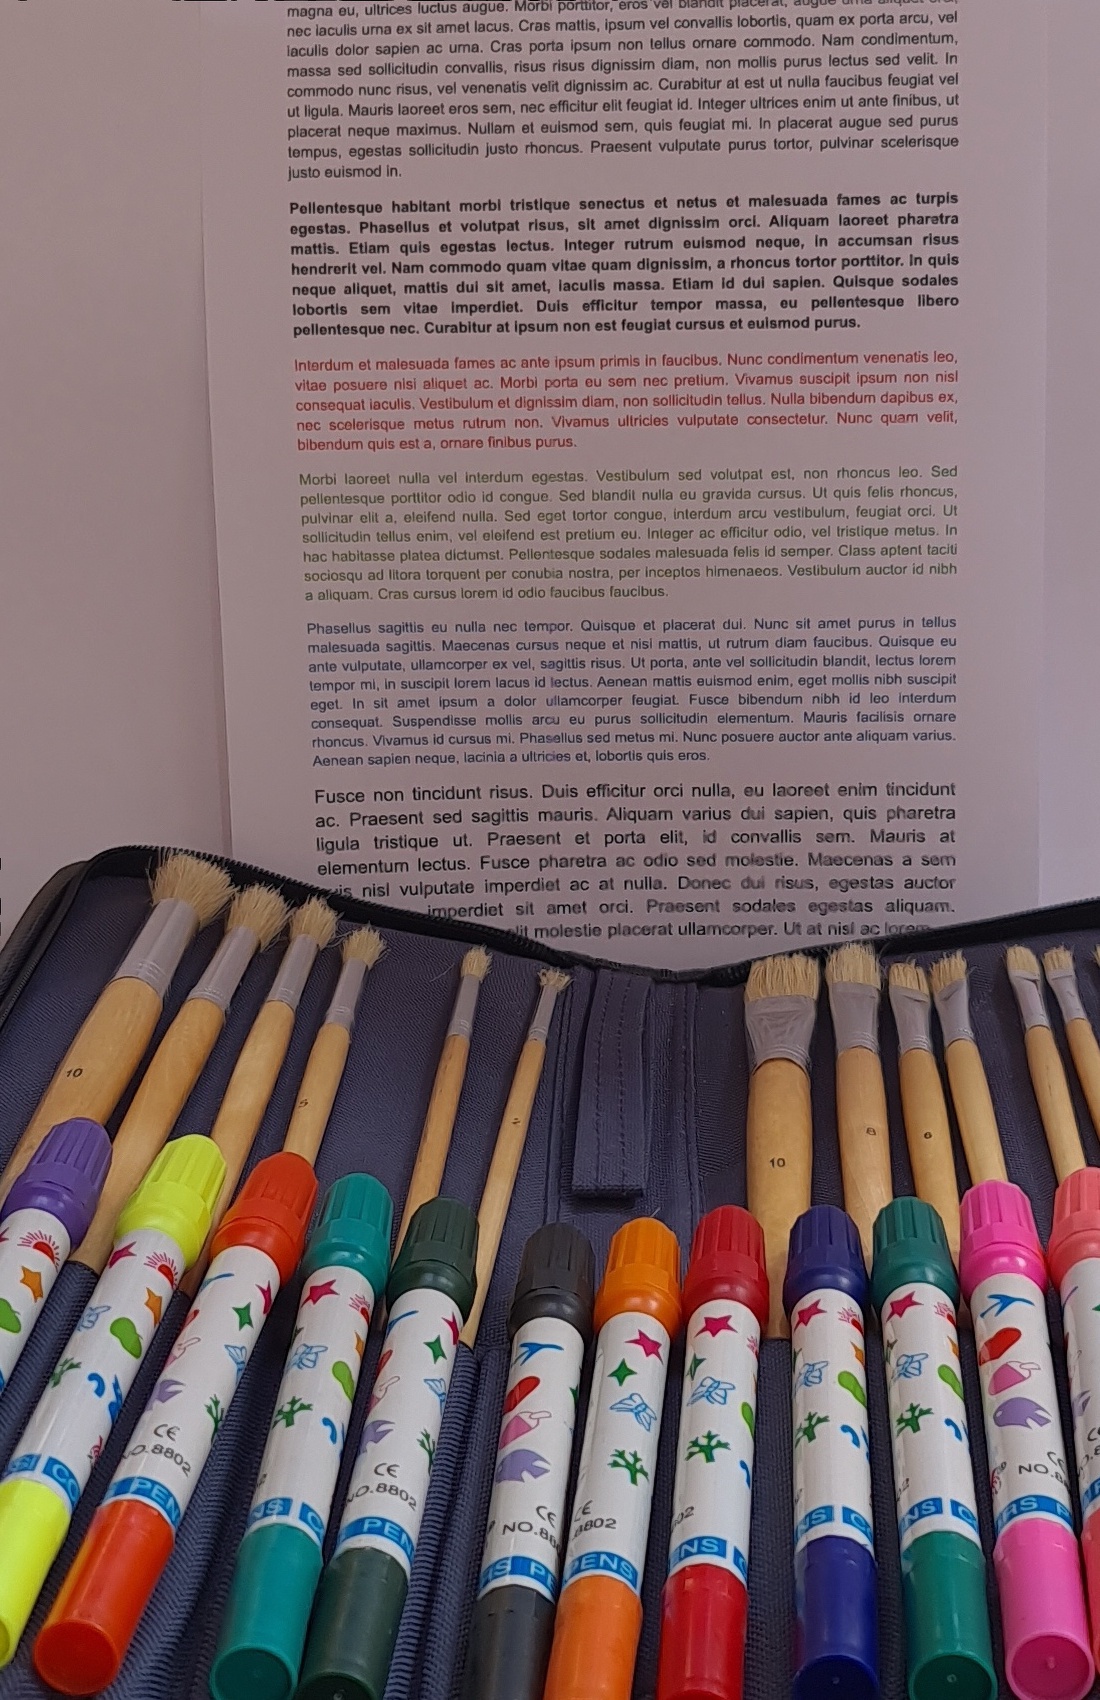 magna eu, ultrices luctus augue. Morbi porttitor, eros vel blandit placerat, augue urna aliquet orci,
nec iaculis urna ex sit amet lacus. Cras mattis, ipsum vel convallis lobortis, quam ex porta arcu, vel
iaculis dolor sapien ac urna. Cras porta ipsum non tellus ornare commodo. Nam condimentum,
massa sed sollicitudin convallis, risus risus dignissim diam, non mollis purus lectus sed velit. In
commodo nunc risus, vel venenatis velit dignissim ac. Curabitur at est ut nulla faucibus feugiat vel
ut ligula. Mauris laoreet eros sem, nec efficitur elit feugiat id. Integer ultrices enim ut ante finibus, ut
placerat neque maximus. Nullam et euismod sem, quis feugiat mi. In placerat augue sed purus
tempus, egestas sollicitudin justo rhoncus. Praesent vulputate purus tortor, pulvinar scelerisque
justo euismod in.
Pellentesque habitant morbi tristique senectus et netus et malesuada fames ac turpis
egestas. Phasellus et volutpat risus, sit amet dignissim orci. Aliquam laoreet pharetra
mattis. Etiam quis egestas lectus. Integer rutrum euismod neque, in accumsan risus
hendrerit vel. Nam commodo quam vitae quam dignissim, a rhoncus tortor porttitor. In quis
neque aliquet, mattis dui sit amet, iaculis massa. Etiam id dui sapien. Quisque sodales
lobortis sem vitae imperdiet. Duis efficitur tempor massa, eu pellentesque libero
pellentesque nec. Curabitur at ipsum non est feugiat cursus et euismod purus.
Interdum et malesuada fames ac ante ipsum primis in faucibus. Nunc condimentum venenatis leo,
vitae posuere nisi aliquet ac. Morbi porta eu sem nec pretium. Vivamus suscipit ipsum non nisl
consequat iaculis. Vestibulum et dignissim diam, non sollicitudin tellus. Nulla bibendum dapibus ex,
nec scelerisque metus rutrum non. Vivamus ultricies vulputate consectetur. Nunc quam velit,
bibendum quis est a, ornare finibus purus.
Morbi laoreet nulla vel interdum egestas. Vestibulum sed volutpat est, non rhoncus leo. Sed
pellentesque porttitor odio id congue. Sed blandit nulla eu gravida cursus. Ut quis felis rhoncus,
pulvinar elit a, eleifend nulla. Sed eget tortor congue, interdum arcu vestibulum, feugiat orci. Ut
sollicitudin tellus enim, vel eleifend est pretium eu. Integer ac efficitur odio, vel tristique metus. In
hac habitasse platea dictumst. Pellentesque sodales malesuada felis id semper. Class aptent taciti
sociosqu ad litora torquent per conubia nostra, per inceptos himenaeos. Vestibulum auctor id nibh
a aliquam. Cras cursus lorem id odio faucibus faucibus.
Phasellus sagittis eu nulla nec tempor. Quisque et placerat dui. Nunc sit amet purus in tellus
malesuada sagittis. Maecenas cursus neque et nisi mattis, ut rutrum diam faucibus. Quisque eu
ante vulputate, ullamcorper ex vel, sagittis risus. Ut porta, ante vel sollicitudin blandit, lectus lorem
tempor mi, in suscipit lorem lacus id lectus. Aenean mattis euismod enim, eget mollis nibh suscipit
eget. In sit amet ipsum a dolor ullamcorper feugiat. Fusce bibendum nibh id leo interdum
consequat. Suspendisse mollis arcu eu purus sollicitudin elementum. Mauris facilisis ornare
rhoncus. Vivamus id cursus mi. Phasellus sed metus mi. Nunc posuere auctor ante aliquam varius.
Aenean sapien neque, lacinia a ultricies et, lobortis quis eros.
Fusce non tincidunt risus. Duis efficitur orci nulla, eu laoreet enim tincidunt
ac. Praesent sed sagittis mauris. Aliquam varius dui sapien, quis pharetra
ligula tristique ut. Praesent et porta elit, id convallis sem. Mauris at
elementum lectus. Fusce pharetra ac odio sed molestie. Maecenas a sem
nisl vulputate imperdiet ac at nulla. Donec dui risus, egestas auctor
imperdiet sit amet orci. Praesent sodales egestas aliquam.
molestie placerat ullamcorper. Ut at nisl ac lorem
10
5
2
10
8
6
CE
NO.8802
PENS
CE
NO.8802
PEN
CE
8802
PENS
NS
NS
NS
NO.8